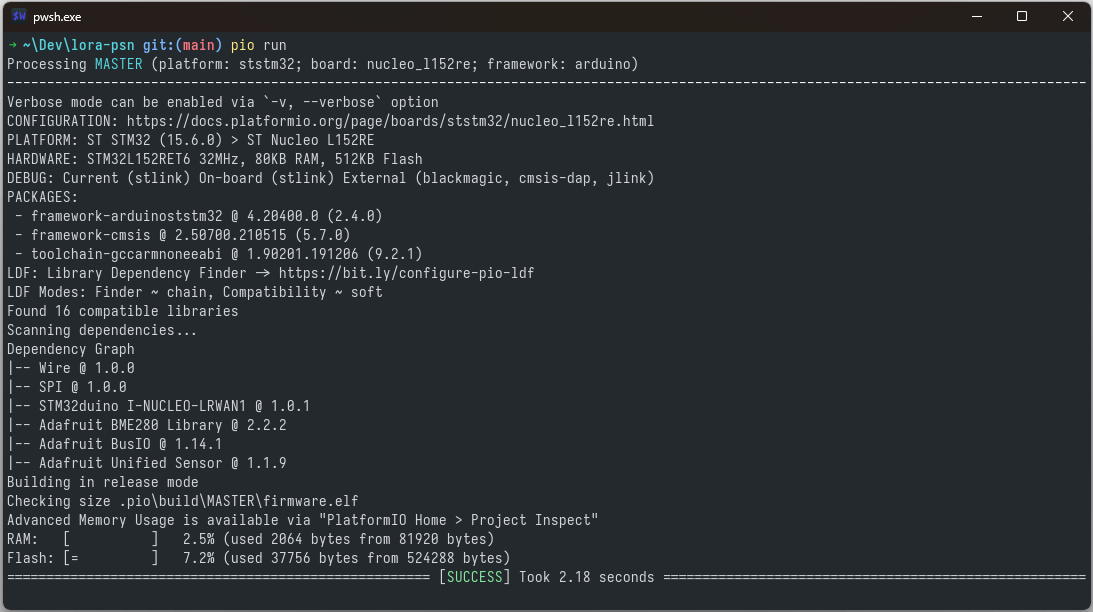 pwsh.exe
→ ~\Dev\lora-psn git:(main) pio run
Processing MASTER (platform: ststm32; board: nucleo_l152re; framework: arduino)
---------------------------------------------------------------------------------------------------------------------------------------
Verbose mode can be enabled via `-v, --verbose` option
CONFIGURATION: https://docs.platformio.org/page/boards/ststm32/nucleo_l152re.html
PLATFORM: ST STM32 (15.6.0) > ST Nucleo L152RE
HARDWARE: STM32L152RET6 32MHz, 80KB RAM, 512KB Flash
DEBUG: Current (stlink) On-board (stlink) External (blackmagic, cmsis-dap, jlink)
PACKAGES:
 - framework-arduinoststm32 @ 4.20400.0 (2.4.0)
 - framework-cmsis @ 2.50700.210515 (5.7.0)
 - toolchain-gccarmnoneeabi @ 1.90201.191206 (9.2.1)
LDF: Library Dependency Finder -> https://bit.ly/configure-pio-ldf
LDF Modes: Finder ~ chain, Compatibility ~ soft
Found 16 compatible libraries
Scanning dependencies...
Dependency Graph
|-- Wire @ 1.0.0
|-- SPI @ 1.0.0
|-- STM32duino I-NUCLEO-LRWAN1 @ 1.0.1
|-- Adafruit BME280 Library @ 2.2.2
|-- Adafruit BusIO @ 1.14.1
|-- Adafruit Unified Sensor @ 1.1.9
Building in release mode
Checking size .pio\build\MASTER\firmware.elf
Advanced Memory Usage is available via "PlatformIO Home > Project Inspect"
RAM:   [          ]   2.5% (used 2064 bytes from 81920 bytes)
Flash: [=         ]   7.2% (used 37756 bytes from 524288 bytes)
===================================================== [SUCCESS] Took 2.18 seconds =====================================================